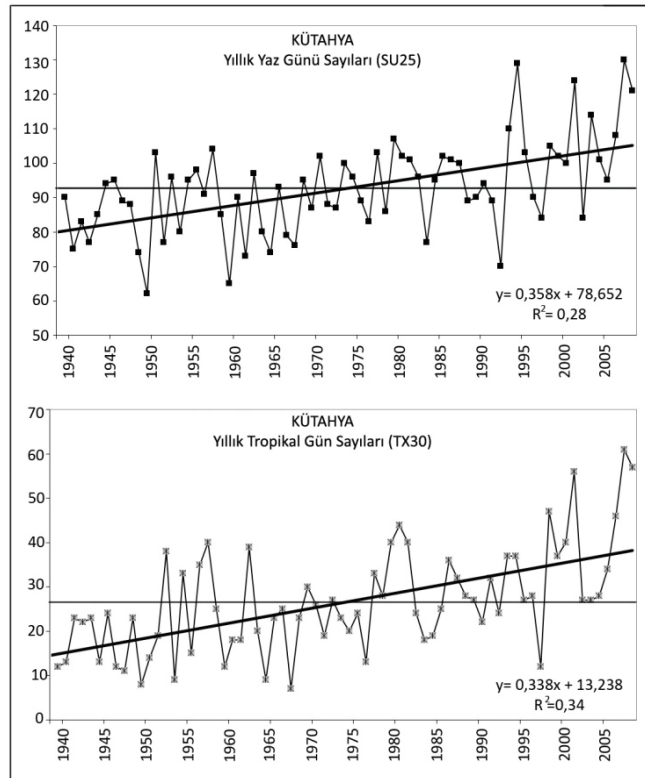 KÜTAHYA
Yıllık Yaz Günü Sayıları (SU25)
140
130
120
110
100
90
80
70
60
50
y= 0,358x + 78,652
R²= 0,28
1940 1945 1950 1955 1960 1965 1970 1975 1980 1985 1990 1995 2000 2005
KÜTAHYA
Yıllık Tropikal Gün Sayıları (TX30)
70
60
50
40
30
20
10
0
y= 0,338x + 13,238
R²=0,34
1940 1945 1950 1955 1960 1965 1970 1975 1980 1985 1990 1995 2000 2005